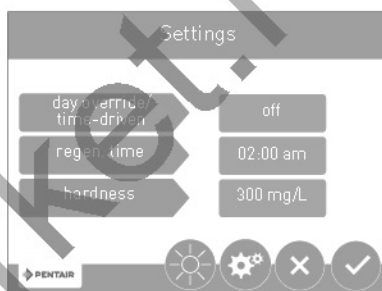 Settings
day override/
time-driven
off
regen. time
02:00 am
hardness
300 mg/L
PENTAIR